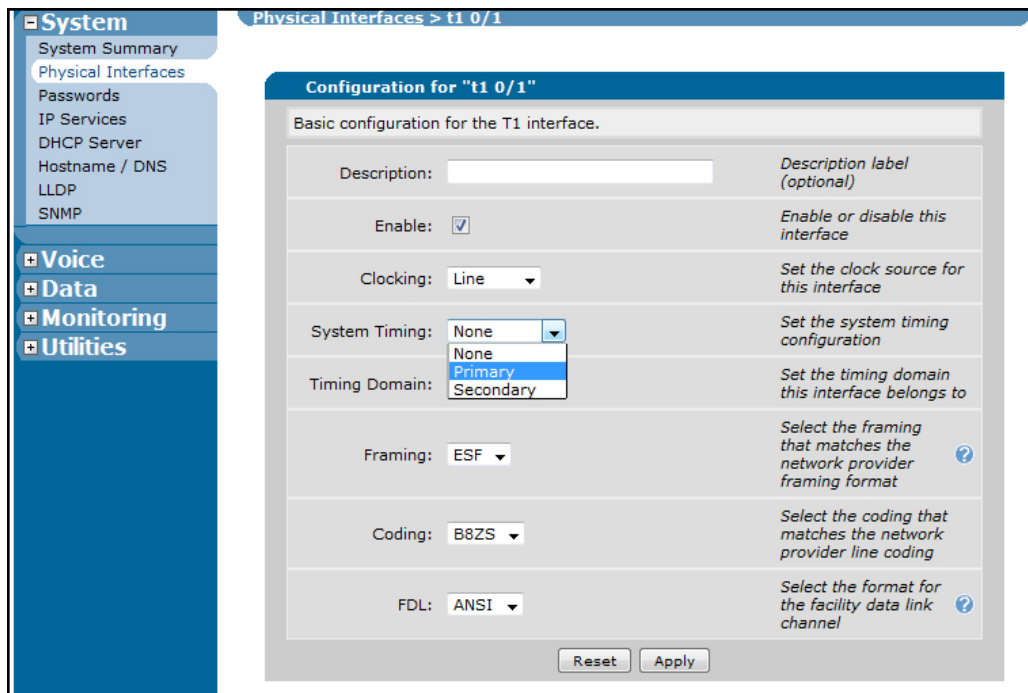 System
System Summary
Physical Interfaces
Passwords
IP Services
DHCP Server
Hostname / DNS
LLDP
SNMP
Voice
Data
Monitoring
Utilities
Physical Interfaces > t1 0/1
Configuration for "t1 0/1"
Basic configuration for the T1 interface.
Description:
Description label
(optional)
Enable:
Enable or disable this
interface
Clocking: Line
Set the clock source for
this interface
System Timing: None
None
Primary
Secondary
Set the system timing
configuration
Timing Domain:
Set the timing domain
this interface belongs to
Framing: ESF
Select the framing
that matches the
network provider
framing format
?
Coding: B8ZS
Select the coding that
matches the network
provider line coding
FDL: ANSI
Select the format for
the facility data link
channel
?
Reset Apply